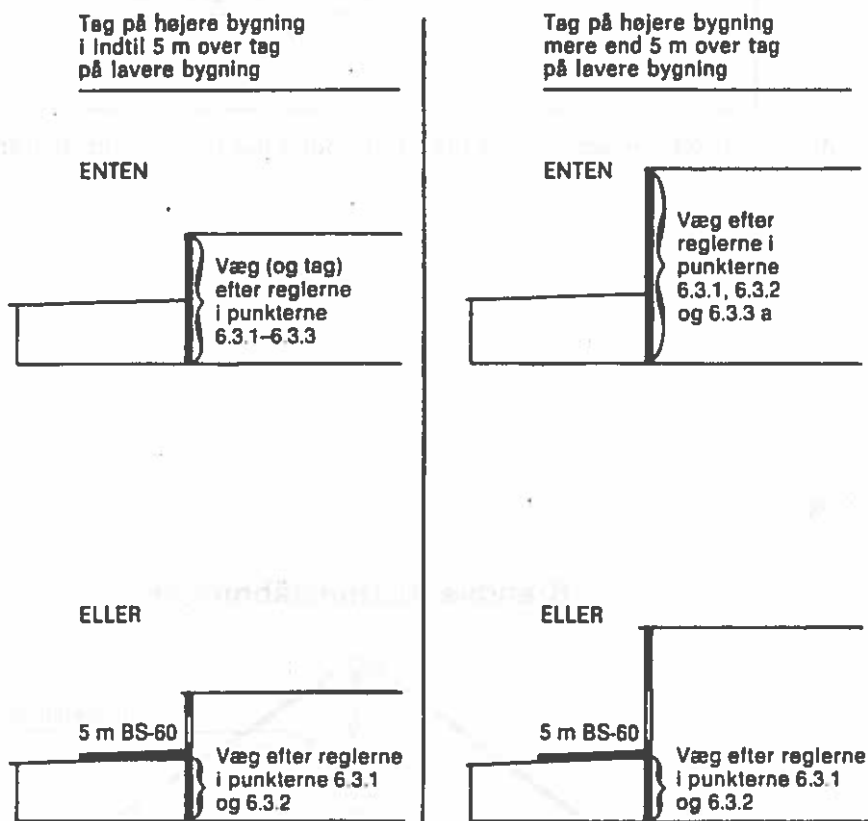 Tag på højere bygning
i indtil 5 m over tag
på lavere bygning
ENTEN
Væg (og tag)
efter reglerne
i punkterne
6.3.1–6.3.3
ELLER
5 m BS-60
Væg efter reglerne
i punkterne 6.3.1
og 6.3.2
Tag på højere bygning
mere end 5 m over tag
på lavere bygning
ENTEN
Væg efter
reglerne i
punkterne
6.3.1, 6.3.2
og 6.3.3 a
ELLER
5 m BS-60
Væg efter reglerne
i punkterne 6.3.1
og 6.3.2